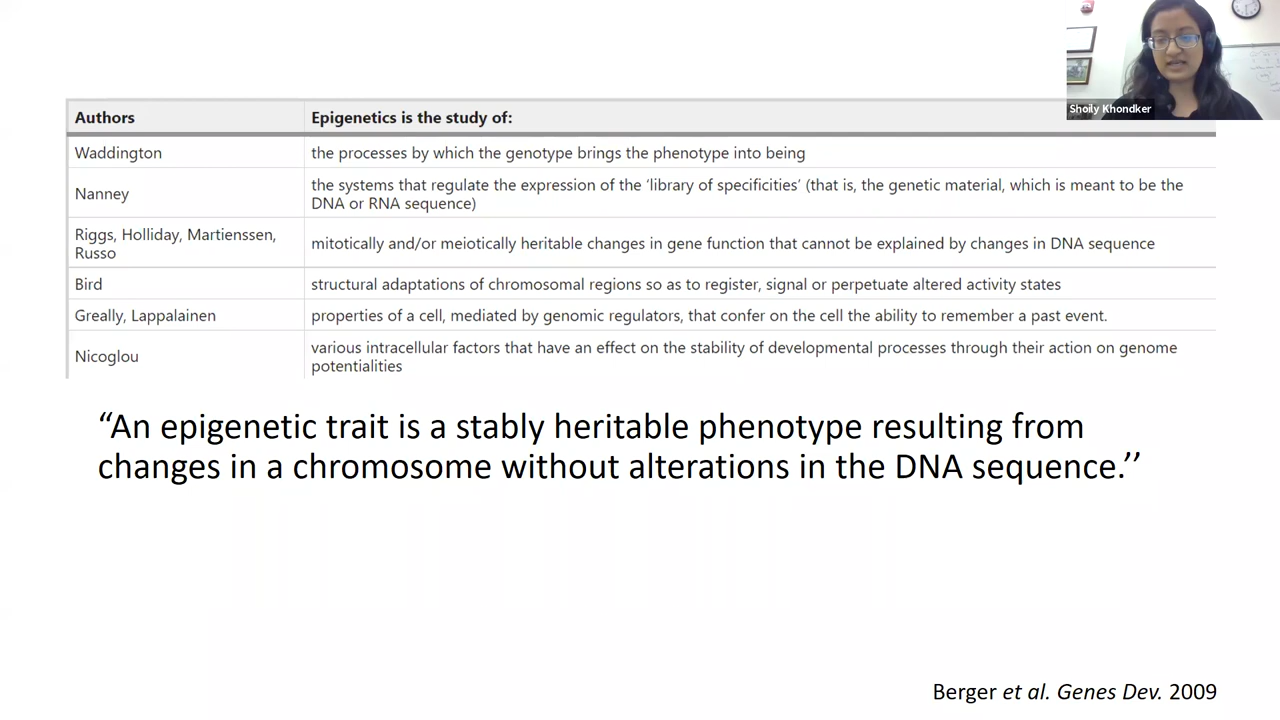 Shoily Khondker
Authors Epigenetics is the study of:
Waddington the processes by which the genotype brings the phenotype into being
Nanney the systems that regulate the expression of the ‘library of specificities’ (that is, the genetic material, which is meant to be the
DNA or RNA sequence)
Riggs, Holliday, Martienssen,
Russo
mitotically and/or meiotically heritable changes in gene function that cannot be explained by changes in DNA sequence
Bird structural adaptations of chromosomal regions so as to register, signal or perpetuate altered activity states
Greally, Lappalainen properties of a cell, mediated by genomic regulators, that confer on the cell the ability to remember a past event.
Nicoglou various intracellular factors that have an effect on the stability of developmental processes through their action on genome
potentialities
“An epigenetic trait is a stably heritable phenotype resulting from
changes in a chromosome without alterations in the DNA sequence.’’
Berger et al. Genes Dev. 2009